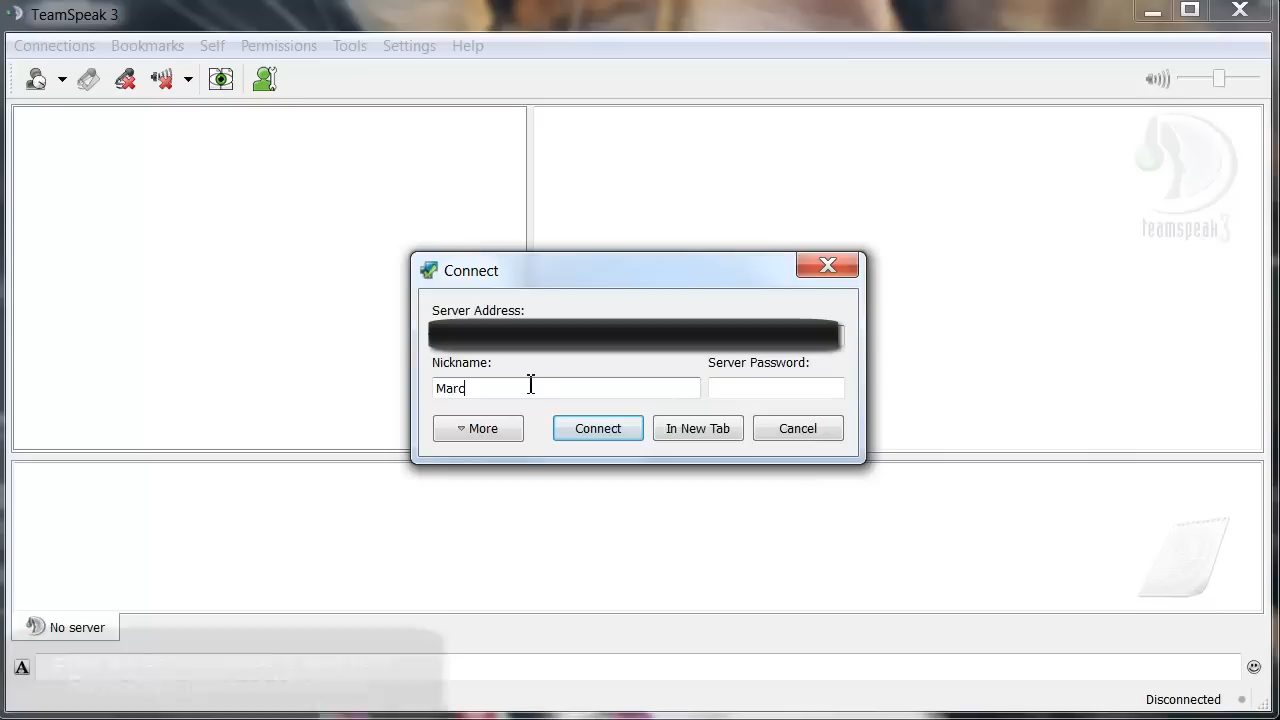 TeamSpeak 3
Connections Bookmarks Self Permissions Tools Settings Help
teamspeak 3
Connect
Server Address:
Nickname: Server Password:
Marc
More Connect In New Tab Cancel
No server
A
Disconnected